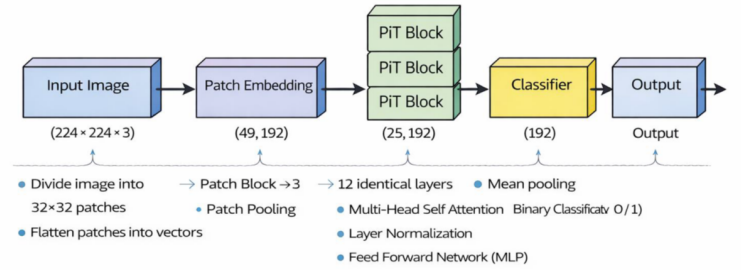 PiT Block
PiT Block
PiT Block
Input Image
Patch Embedding
Classifier
Output
(224 × 224 × 3)
(49, 192)
(25, 192)
(192)
Output
• Divide image into
32×32 patches
• Flatten patches into vectors
→ Patch Block →3
• Patch Pooling
→ 12 identical layers
• Multi-Head Self Attention
• Layer Normalization
• Feed Forward Network (MLP)
• Mean pooling
Binary Classificatv 0/1)